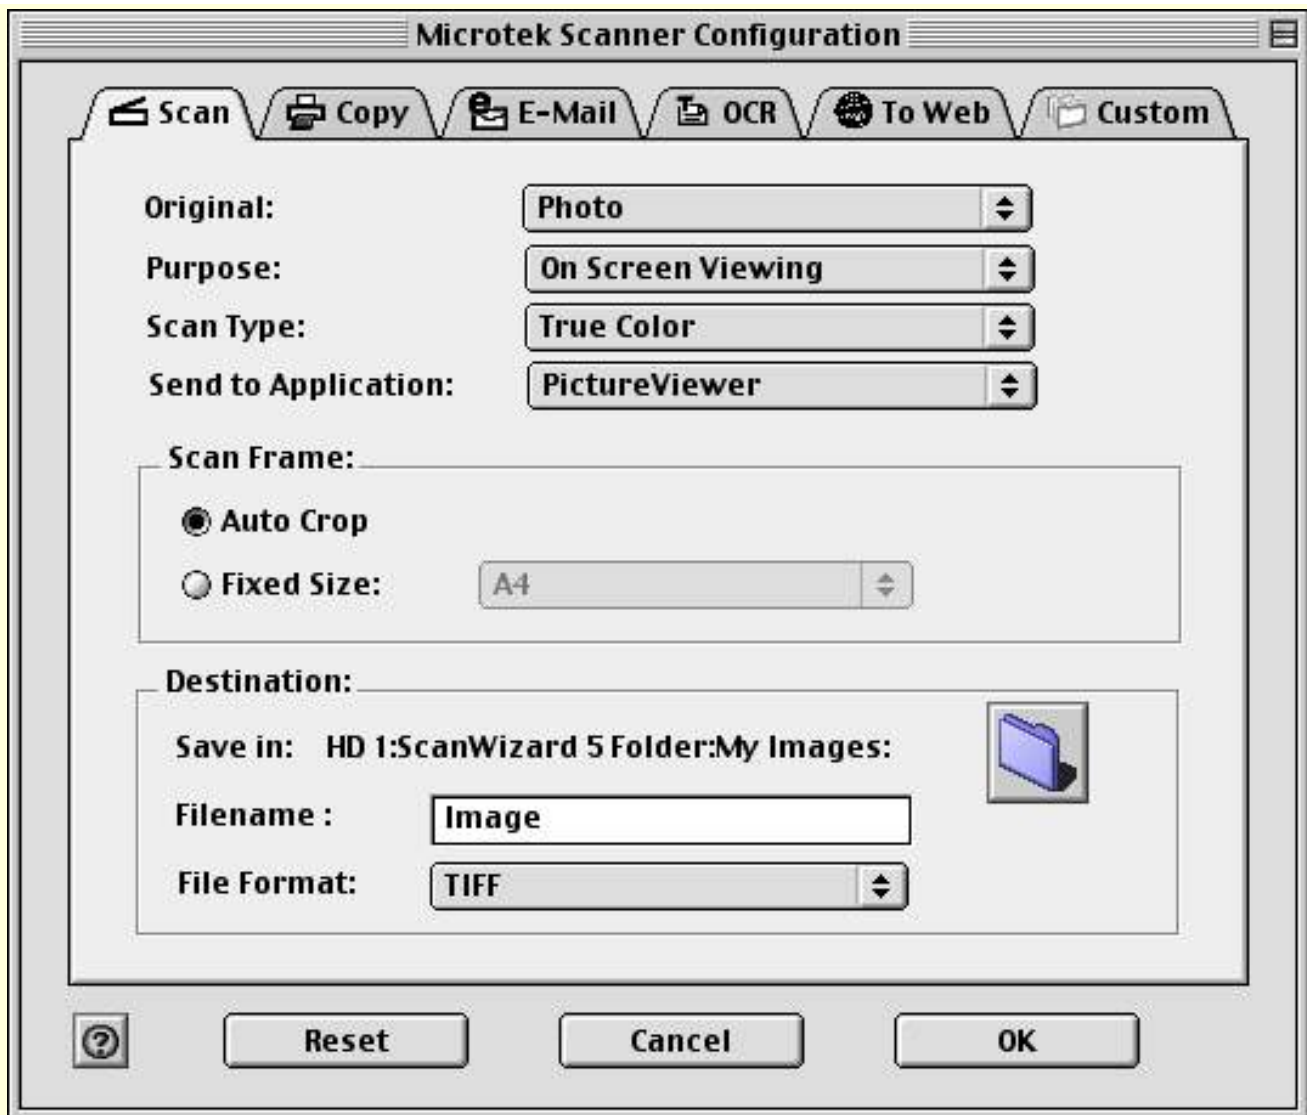 Microtek Scanner Configuration
Scan Copy E-Mail OCR To Web Custom
Original: Photo
Purpose: On Screen Viewing
Scan Type: True Color
Send to Application: PictureViewer
Scan Frame:
Auto Crop
Fixed Size: A4
Destination:
Save in: HD 1:ScanWizard 5 Folder:My Images:
Filename : Image
File Format: TIFF
? Reset Cancel OK